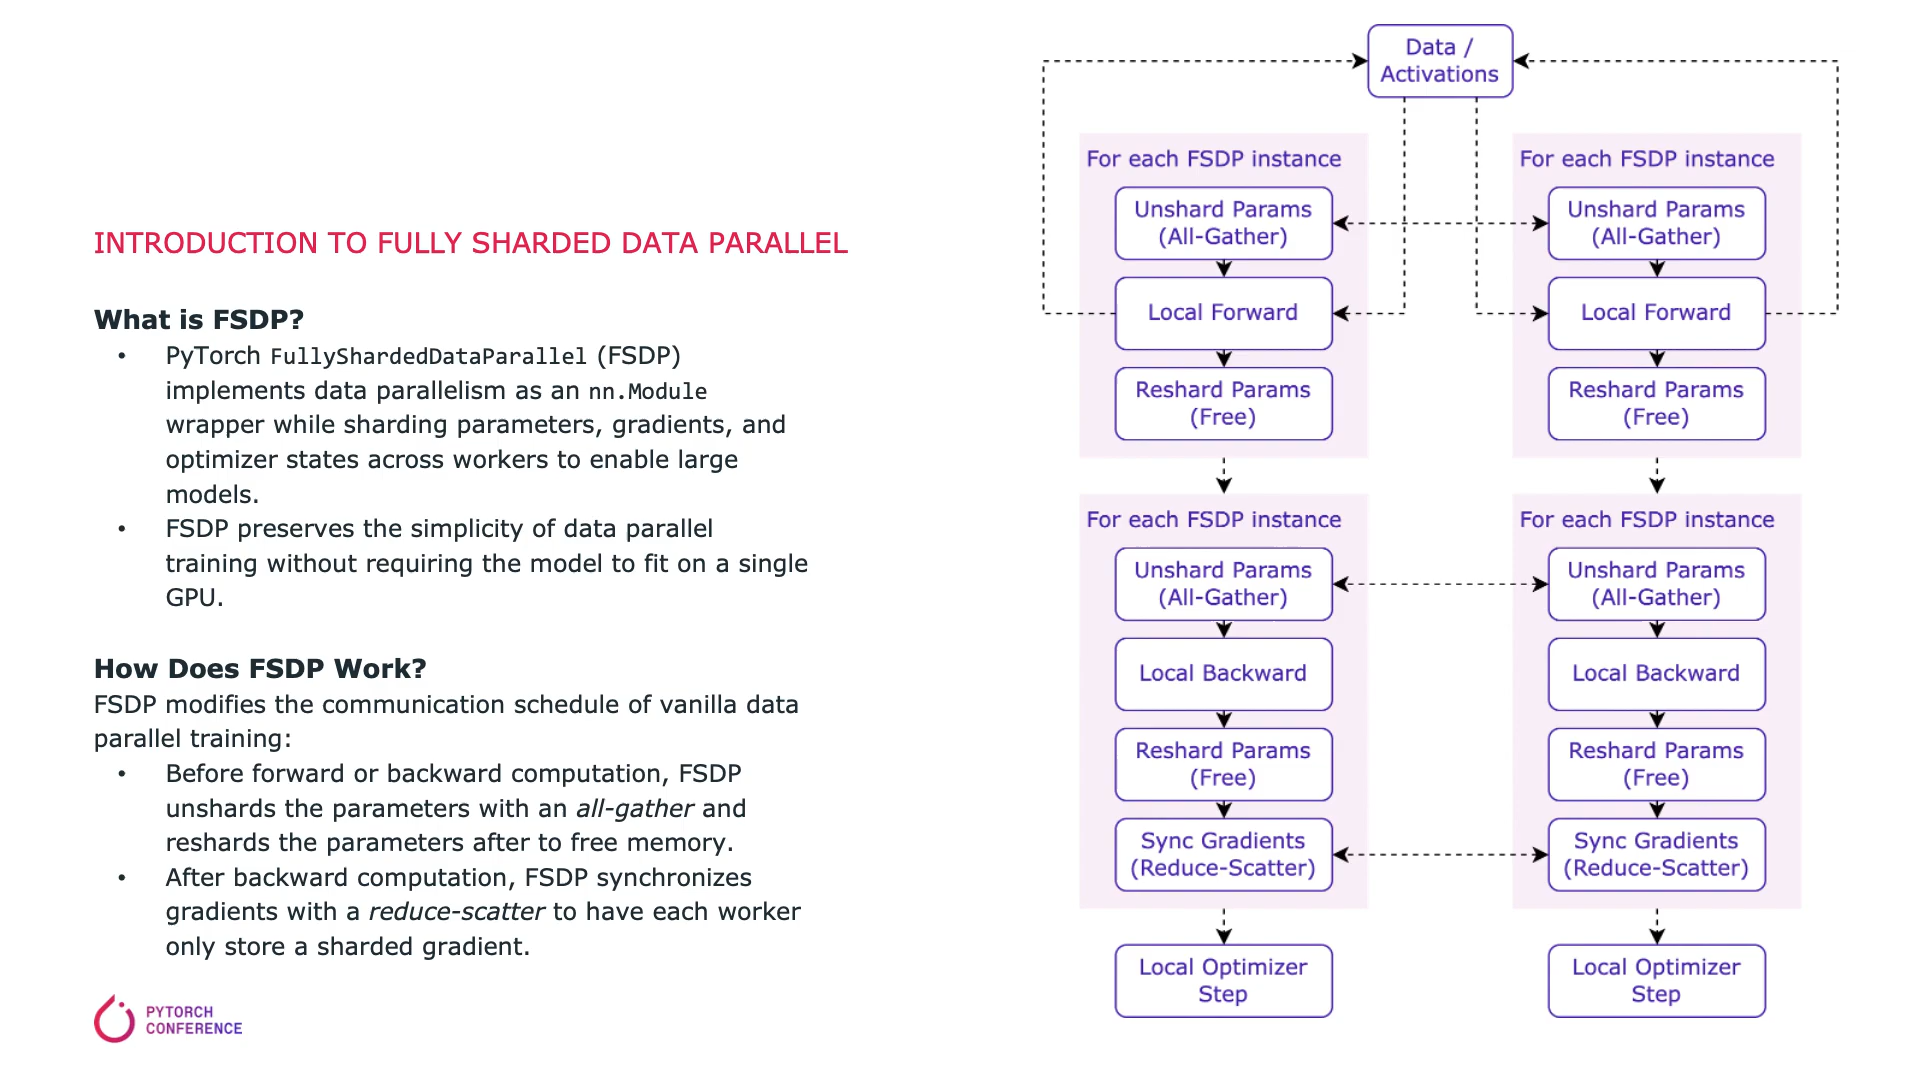 INTRODUCTION TO FULLY SHARDED DATA PARALLEL
What is FSDP?
• PyTorch FullyShardedDataParallel (FSDP)
implements data parallelism as an nn.Module
wrapper while sharding parameters, gradients, and
optimizer states across workers to enable large
models.
• FSDP preserves the simplicity of data parallel
training without requiring the model to fit on a single
GPU.
How Does FSDP Work?
FSDP modifies the communication schedule of vanilla data
parallel training:
• Before forward or backward computation, FSDP
unshards the parameters with an all-gather and
reshards the parameters after to free memory.
• After backward computation, FSDP synchronizes
gradients with a reduce-scatter to have each worker
only store a sharded gradient.
PYTORCH
CONFERENCE
Data /
Activations
For each FSDP instance
Unshard Params
(All-Gather)
Local Forward
Reshard Params
(Free)
For each FSDP instance
Unshard Params
(All-Gather)
Local Backward
Reshard Params
(Free)
Sync Gradients
(Reduce-Scatter)
Local Optimizer
Step
For each FSDP instance
Unshard Params
(All-Gather)
Local Forward
Reshard Params
(Free)
For each FSDP instance
Unshard Params
(All-Gather)
Local Backward
Reshard Params
(Free)
Sync Gradients
(Reduce-Scatter)
Local Optimizer
Step